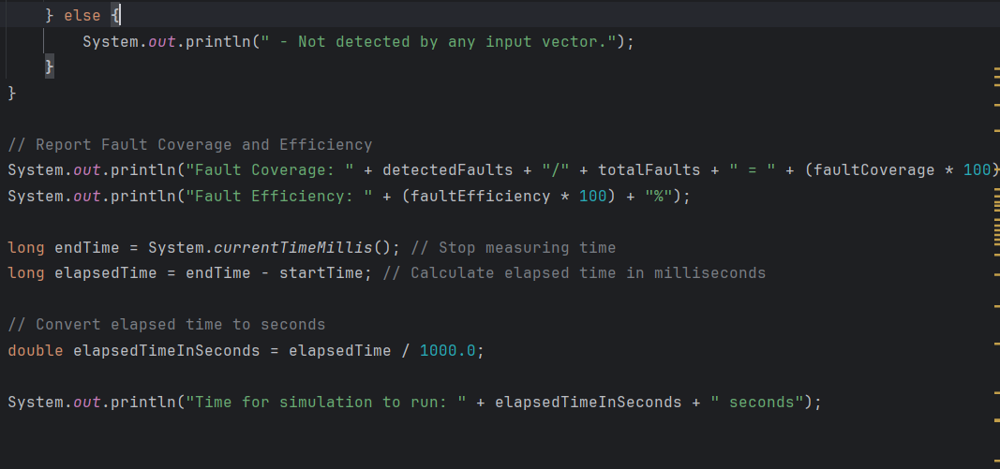 } else {
System.out.println(" - Not detected by any input vector.");
}
}
// Report Fault Coverage and Efficiency
System.out.println("Fault Coverage: " + detectedFaults + "/" + totalFaults + " = " + (faultCoverage * 100)
System.out.println("Fault Efficiency: " + (faultEfficiency * 100) + "%");
long endTime = System.currentTimeMillis(); // Stop measuring time
long elapsedTime = endTime - startTime; // Calculate elapsed time in milliseconds
// Convert elapsed time to seconds
double elapsedTimeInSeconds = elapsedTime / 1000.0;
System.out.println("Time for simulation to run: " + elapsedTimeInSeconds + " seconds");